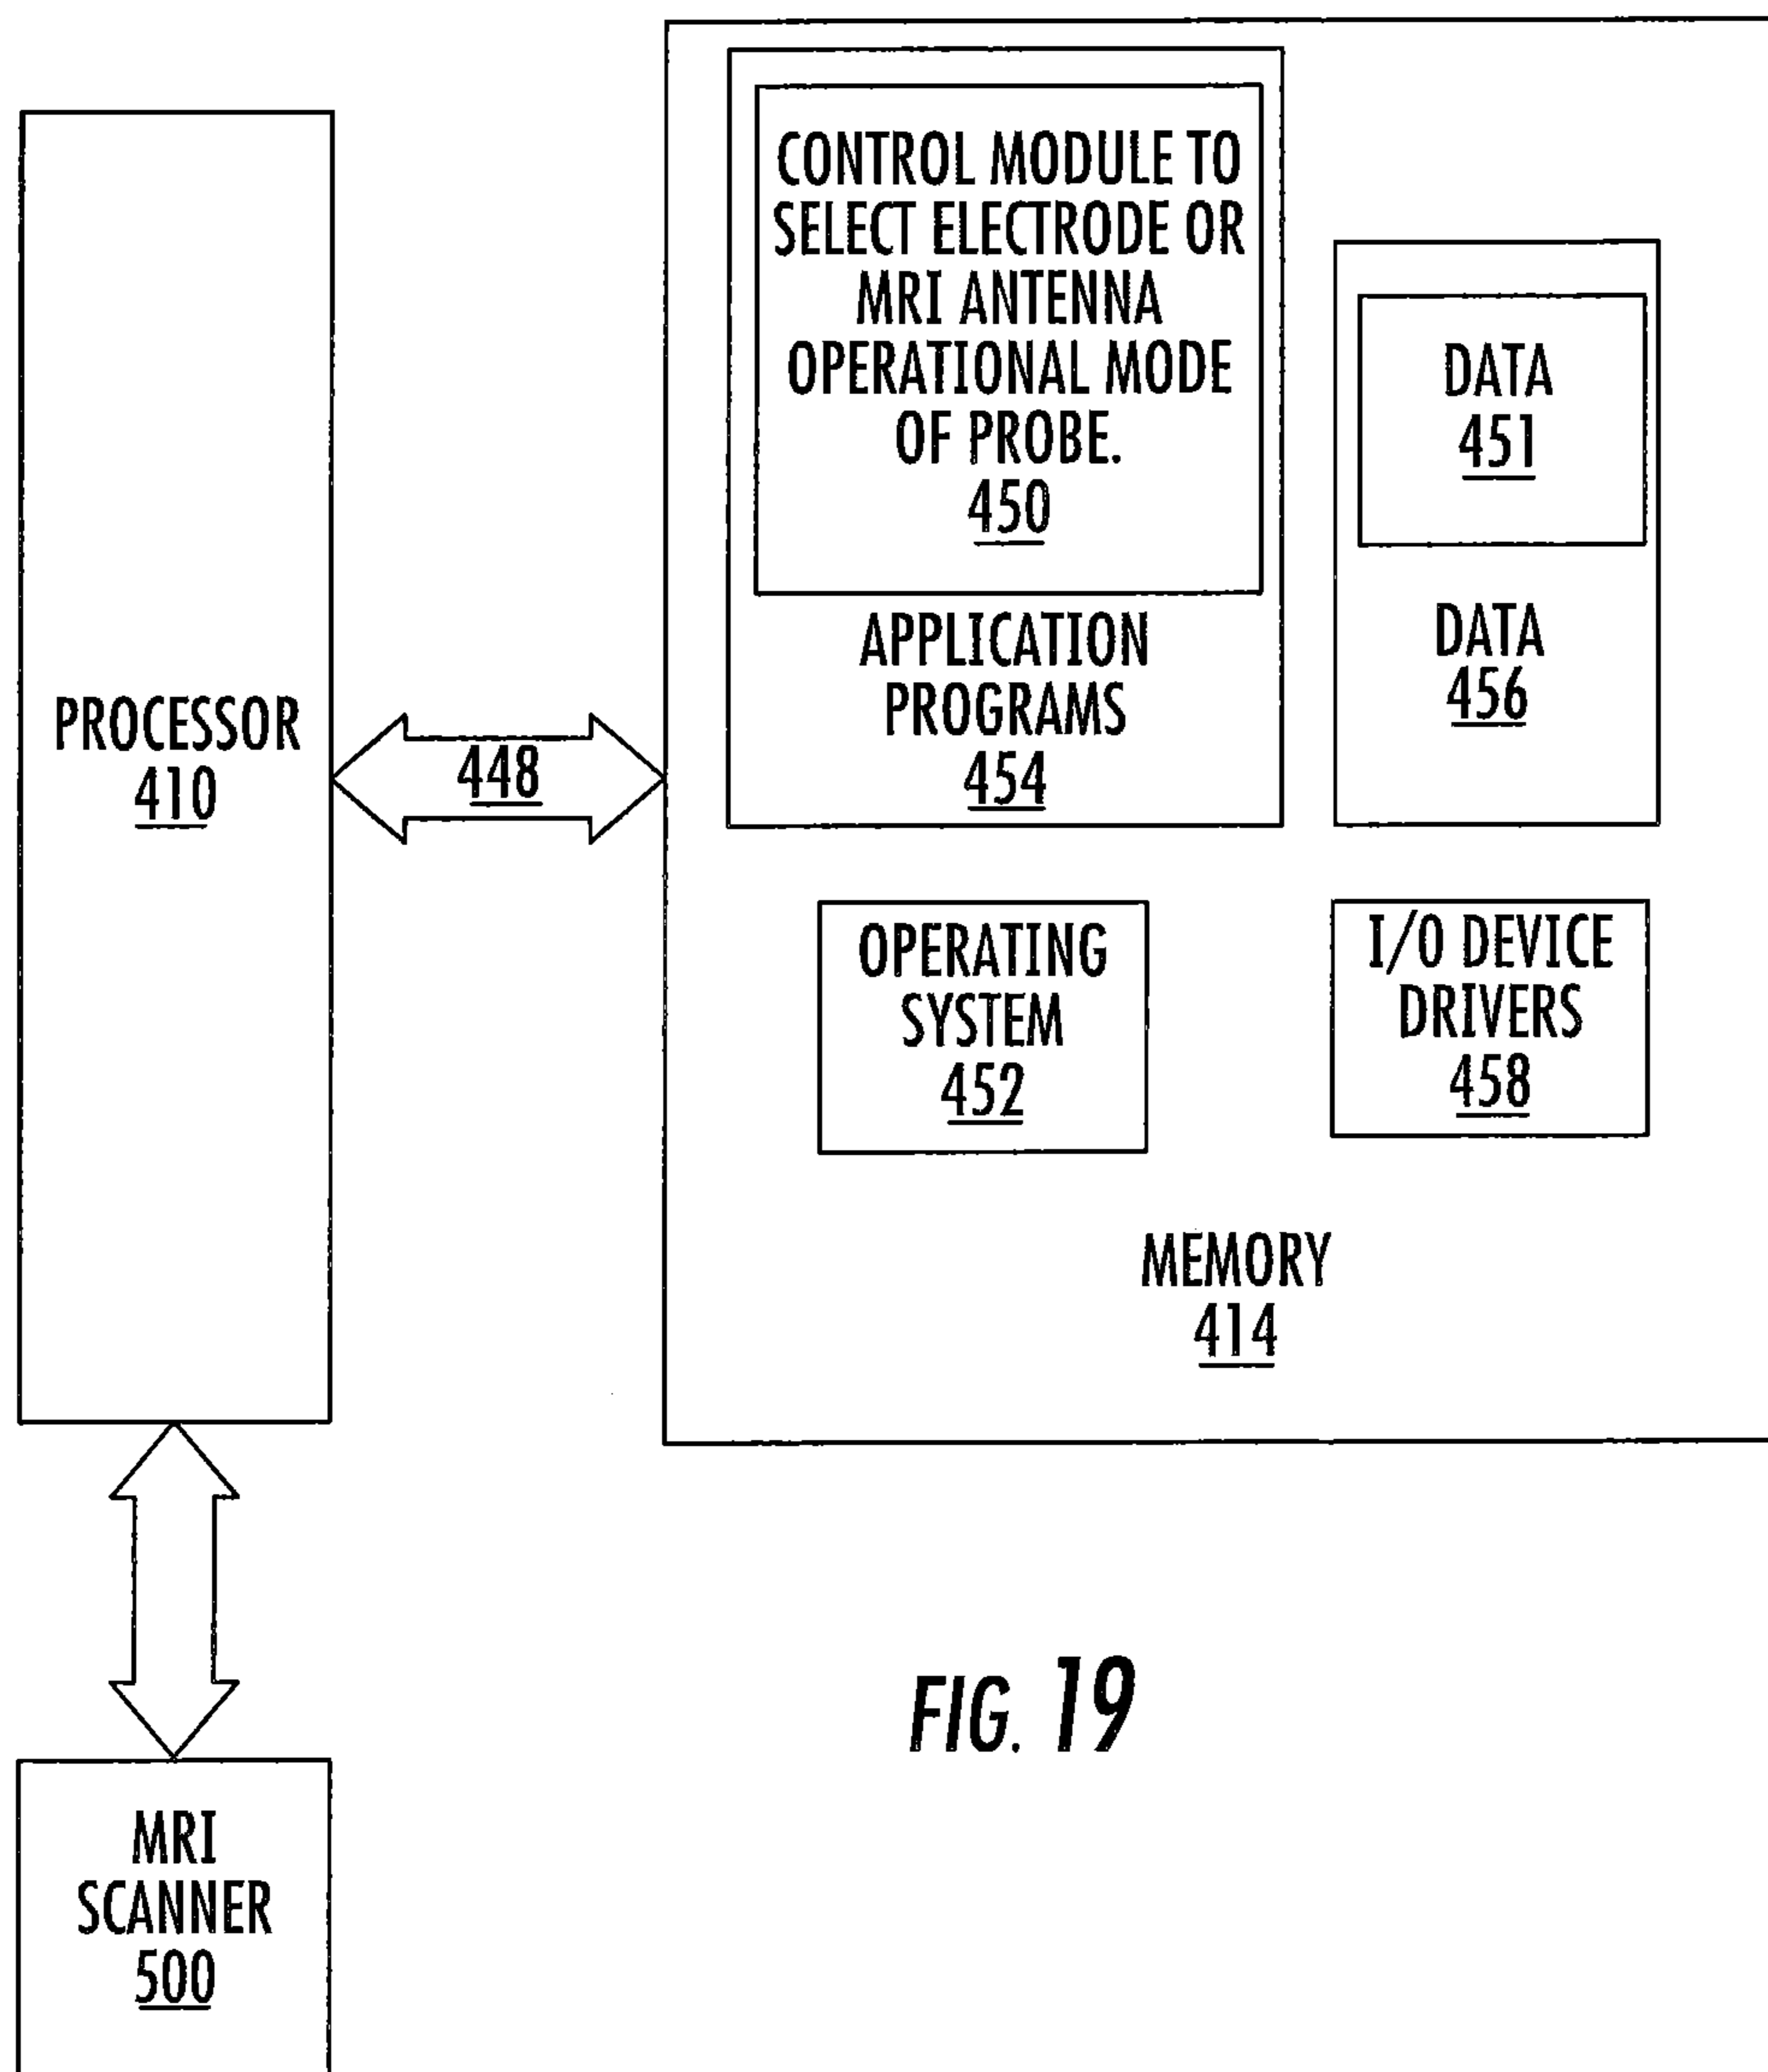 CONTROL MODULE TO
SELECT ELECTRODE OR
MRI ANTENNA
OPERATIONAL MODE
OF PROBE.
450
APPLICATION
PROGRAMS
454
DATA
451
DATA
456
PROCESSOR
410
448
OPERATING
SYSTEM
452
I/O DEVICE
DRIVERS
458
MEMORY
414
MRI
SCANNER
500
FIG. 19